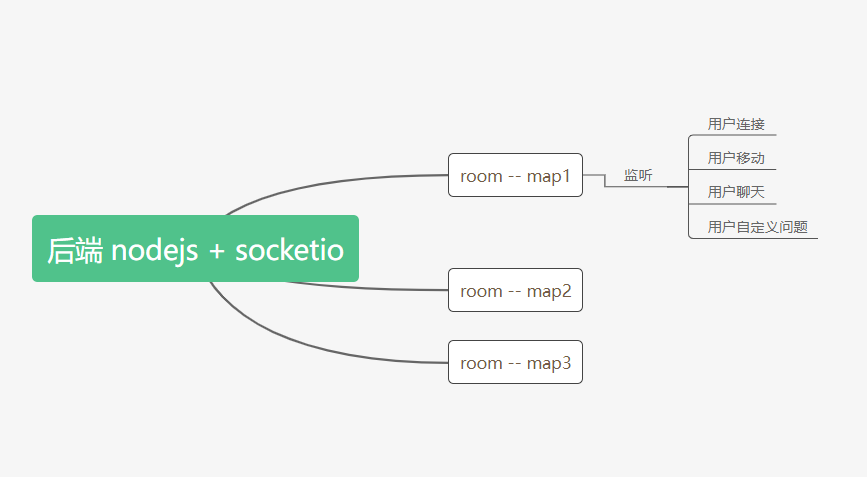 用户连接
用户移动
room -- map1
监听
用户聊天
用户自定义问题
后端 nodejs + socketio
room -- map2
room -- map3